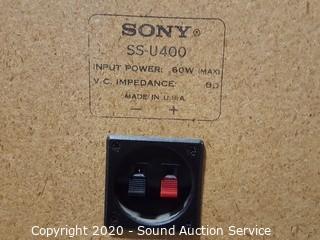 SONY®
SS-U400
INPUT POWER: 60W (MAX)
V.C. IMPEDANCE: 8Ω
MADE IN U.S.A.
− +
Copyright 2020 - Sound Auction Service